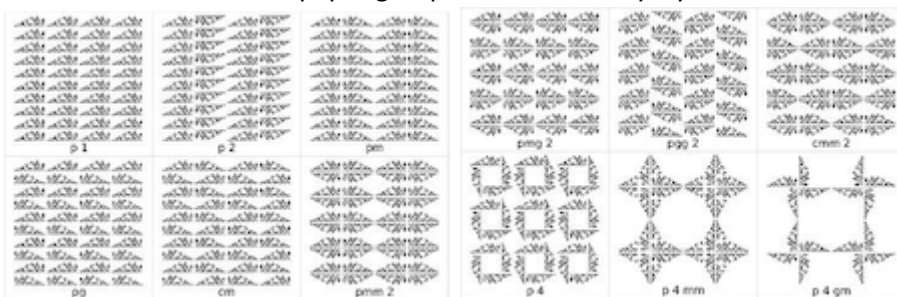 p 1
p 2
pm
pmg 2
pgg 2
cmm 2
pg
cm
pmm 2
p 4
p 4 mm
p 4 gm